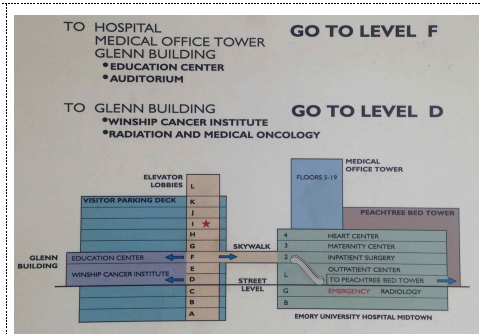 TO HOSPITAL GO TO LEVEL F
MEDICAL OFFICE TOWER
GLENN BUILDING
•EDUCATION CENTER
•AUDITORIUM
TO GLENN BUILDING GO TO LEVEL D
•WINSHIP CANCER INSTITUTE
•RADIATION AND MEDICAL ONCOLOGY
ELEVATOR
LOBBIES
VISITOR PARKING DECK
L
K
J
I
H
G
F
E
D
C
B
A
GLENN
BUILDING
EDUCATION CENTER
WINSHIP CANCER INSTITUTE
SKYWALK
STREET
LEVEL
MEDICAL
OFFICE TOWER
FLOORS 5-19
PEACHTREE BED TOWER
4 HEART CENTER
3 MATERNITY CENTER
2 INPATIENT SURGERY
L OUTPATIENT CENTER
TO PEACHTREE BED TOWER
G EMERGENCY RADIOLOGY
B
EMORY UNIVERSITY HOSPITAL MIDTOWN